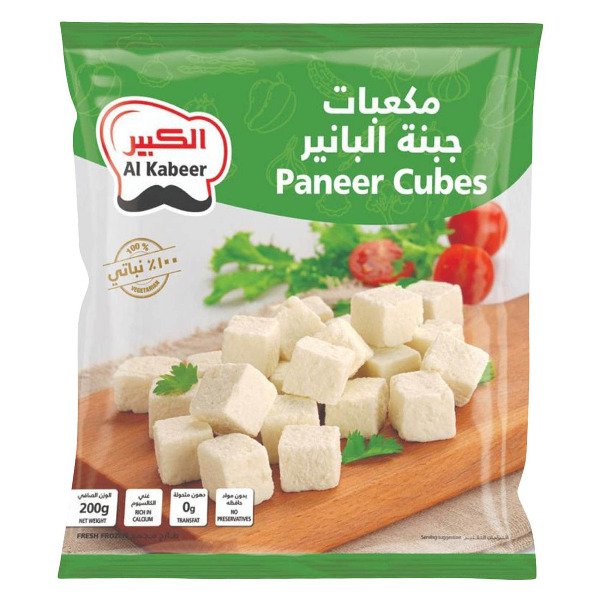 مكعبات
جبنة البانير
Paneer Cubes
الكبير
Al Kabeer
100 %
١٠٠٪ نباتي
VEGETARIAN
الوزن الصافي
200g
NET WEIGHT
غني
بالكالسيوم
RICH IN
CALCIUM
دهون متحولة
0g
TRANSFAT
بدون مواد
حافظة
NO
PRESERVATIVES
FRESH FROZEN
Serving suggestion